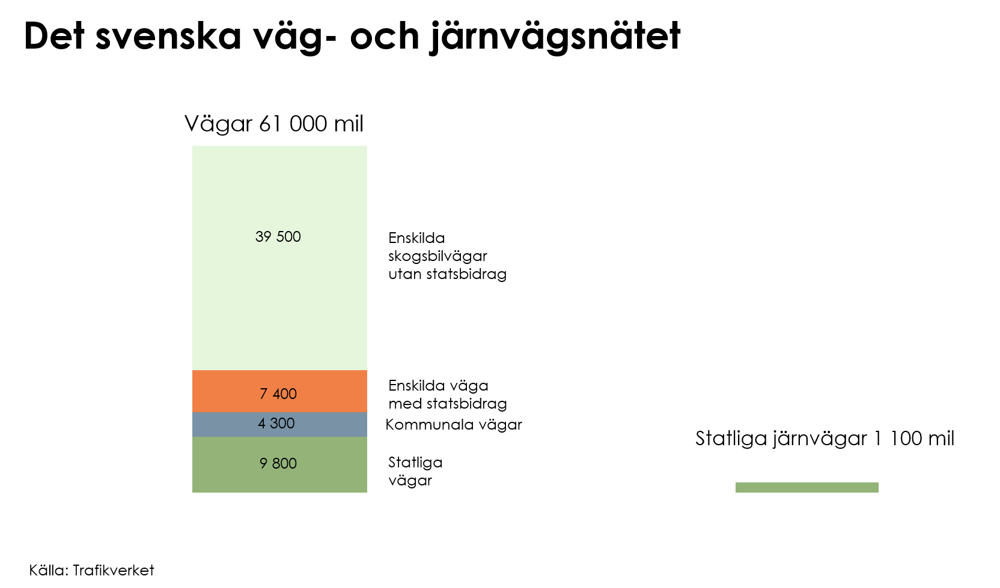 Det svenska väg- och järnvägsnätet
Vägar 61 000 mil
39 500
Enskilda
skogsbilvägar
utan statsbidrag
7 400
Enskilda väga
med statsbidrag
4 300
Kommunala vägar
9 800
Statliga
vägar
Statliga järnvägar 1 100 mil
Källa: Trafikverket